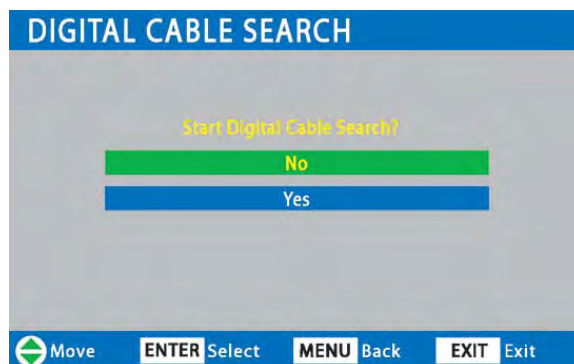 DIGITAL CABLE SEARCH
Start Digital Cable Search?
No
Yes
Move ENTER Select MENU Back EXIT Exit